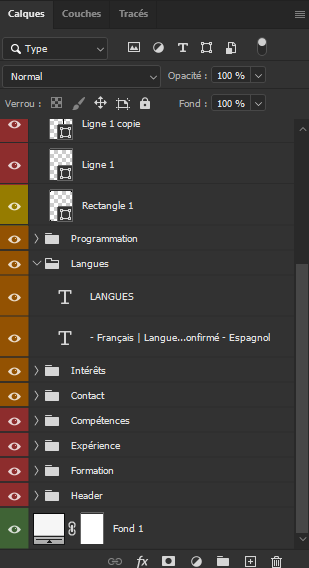 Calques Couches Tracés
Type
Normal Opacité : 100 %
Verrou : Fond : 100 %
Ligne 1 copie
Ligne 1
Rectangle 1
Programmation
Langues
LANGUES
- Français | Langue...onfirmé - Espagnol
Intérêts
Contact
Compétences
Expérience
Formation
Header
Fond 1
fx